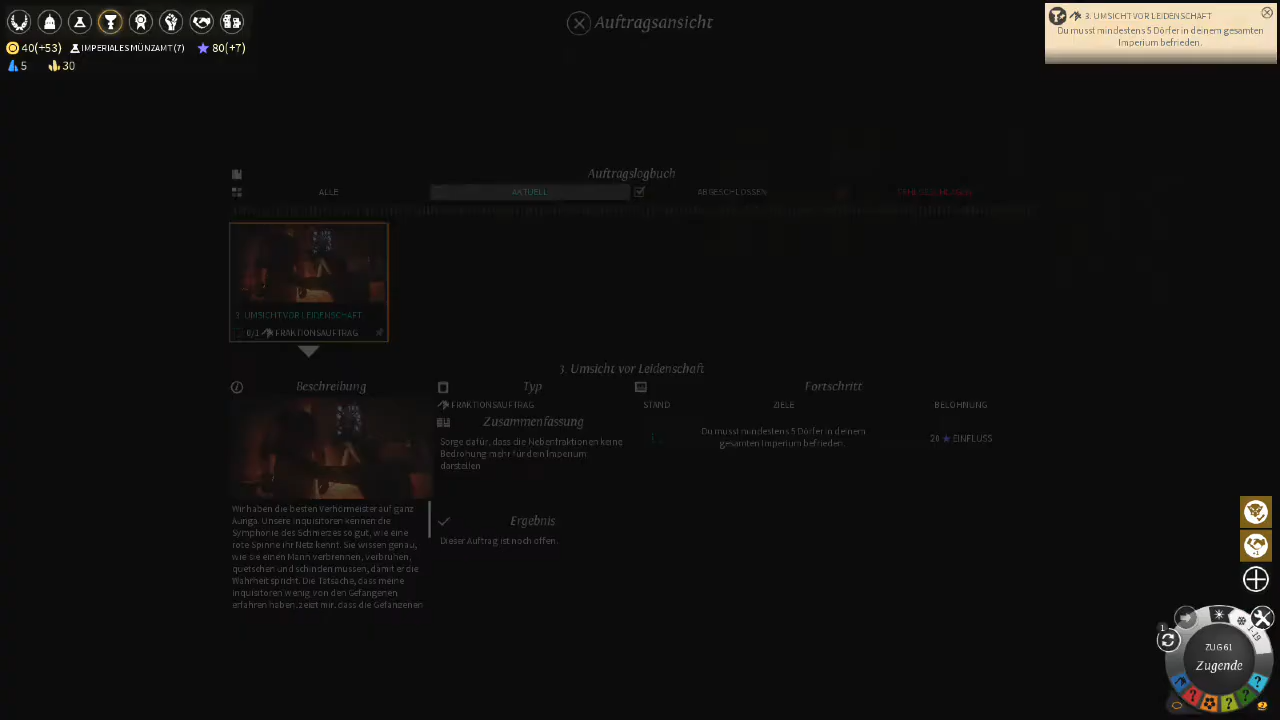 Auftragsansicht
40(+53) IMPERIALES MÜNZAMT(7) 80(+7)
5 30
3. UMSICHT VOR LEIDENSCHAFT
Du musst mindestens 5 Dörfer in deinem gesamten
Imperium befrieden.
Auftragslogbuch
ALLE AKTUELL ABGESCHLOSSEN
3. UMSICHT VOR LEIDENSCHAFT
0/1 FRAKTIONSAUFTRAG
3. Umsicht vor Leidenschaft
Beschreibung Typ Fortschritt
FRAKTIONSAUFTRAG STAND ZIELE BELOHNUNG
Zusammenfassung
Sorge dafür, dass die Nebenfraktionen keine
Bedrohung mehr für dein Imperium
darstellen
Du musst mindestens 5 Dörfer in deinem
gesamten Imperium befrieden.
20 EINFLUSS
Wir haben die besten Verhörmeister auf ganz
Auriga. Unsere Inquisitoren kennen die
Symphonie des Schmerzes so gut, wie eine
rote Spinne ihr Netz kennt. Sie wissen genau,
wie sie einen Mann verbrennen, verbrühen,
quetschen und schinden müssen, damit er die
Wahrheit spricht. Die Tatsache, dass meine
Inquisitoren wenig von den Gefangenen
erfahren haben, zeigt mir, dass die Gefangenen
Ergebnis
Dieser Auftrag ist noch offen.
1
1-19
ZUG 61
Zugende